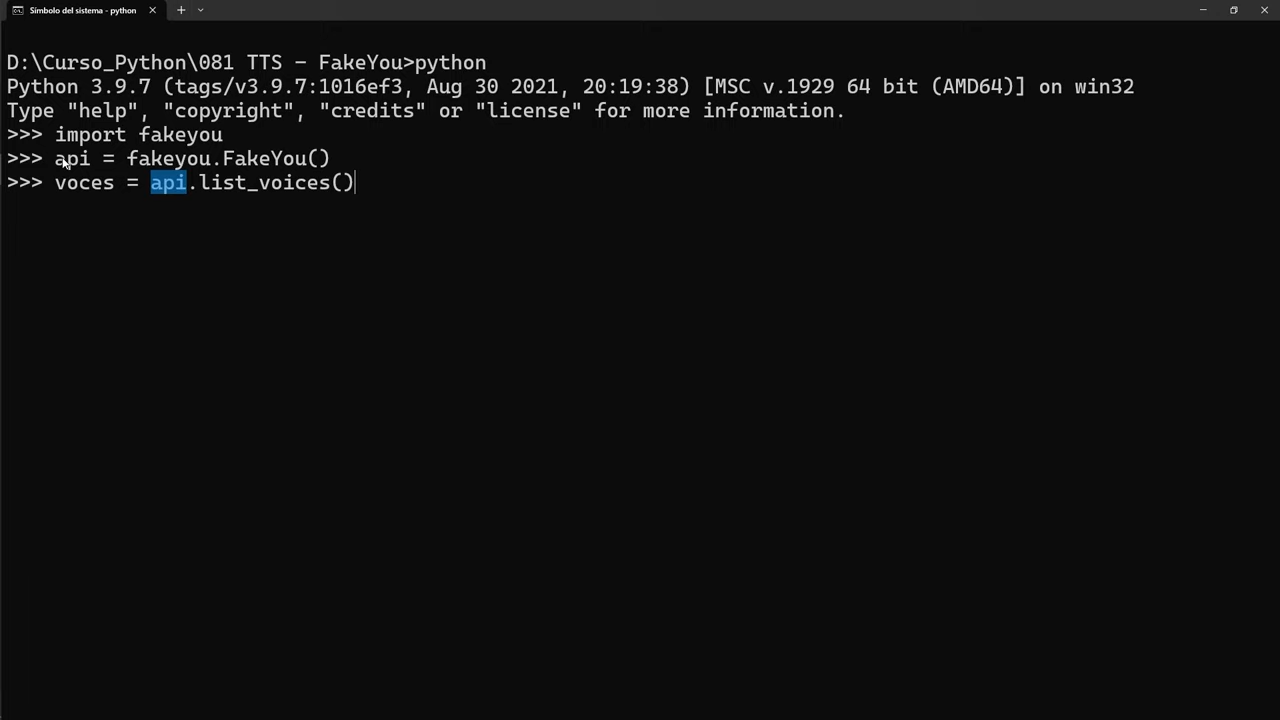 Símbolo del sistema - python
D:\Curso_Python\081 TTS - FakeYou>python
Python 3.9.7 (tags/v3.9.7:1016ef3, Aug 30 2021, 20:19:38) [MSC v.1929 64 bit (AMD64)] on win32
Type "help", "copyright", "credits" or "license" for more information.
>>> import fakeyou
>>> api = fakeyou.FakeYou()
>>> voces = api.list_voices()